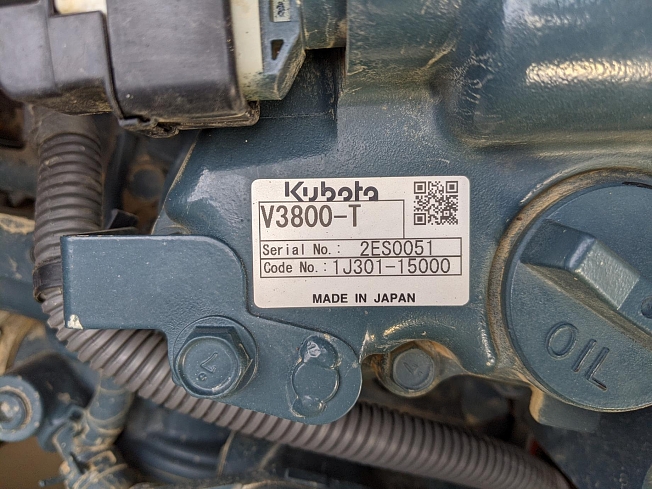 Kubota
V3800-T
Serial No.: 2ES0051
Code No.: 1J301-15000
MADE IN JAPAN
OIL